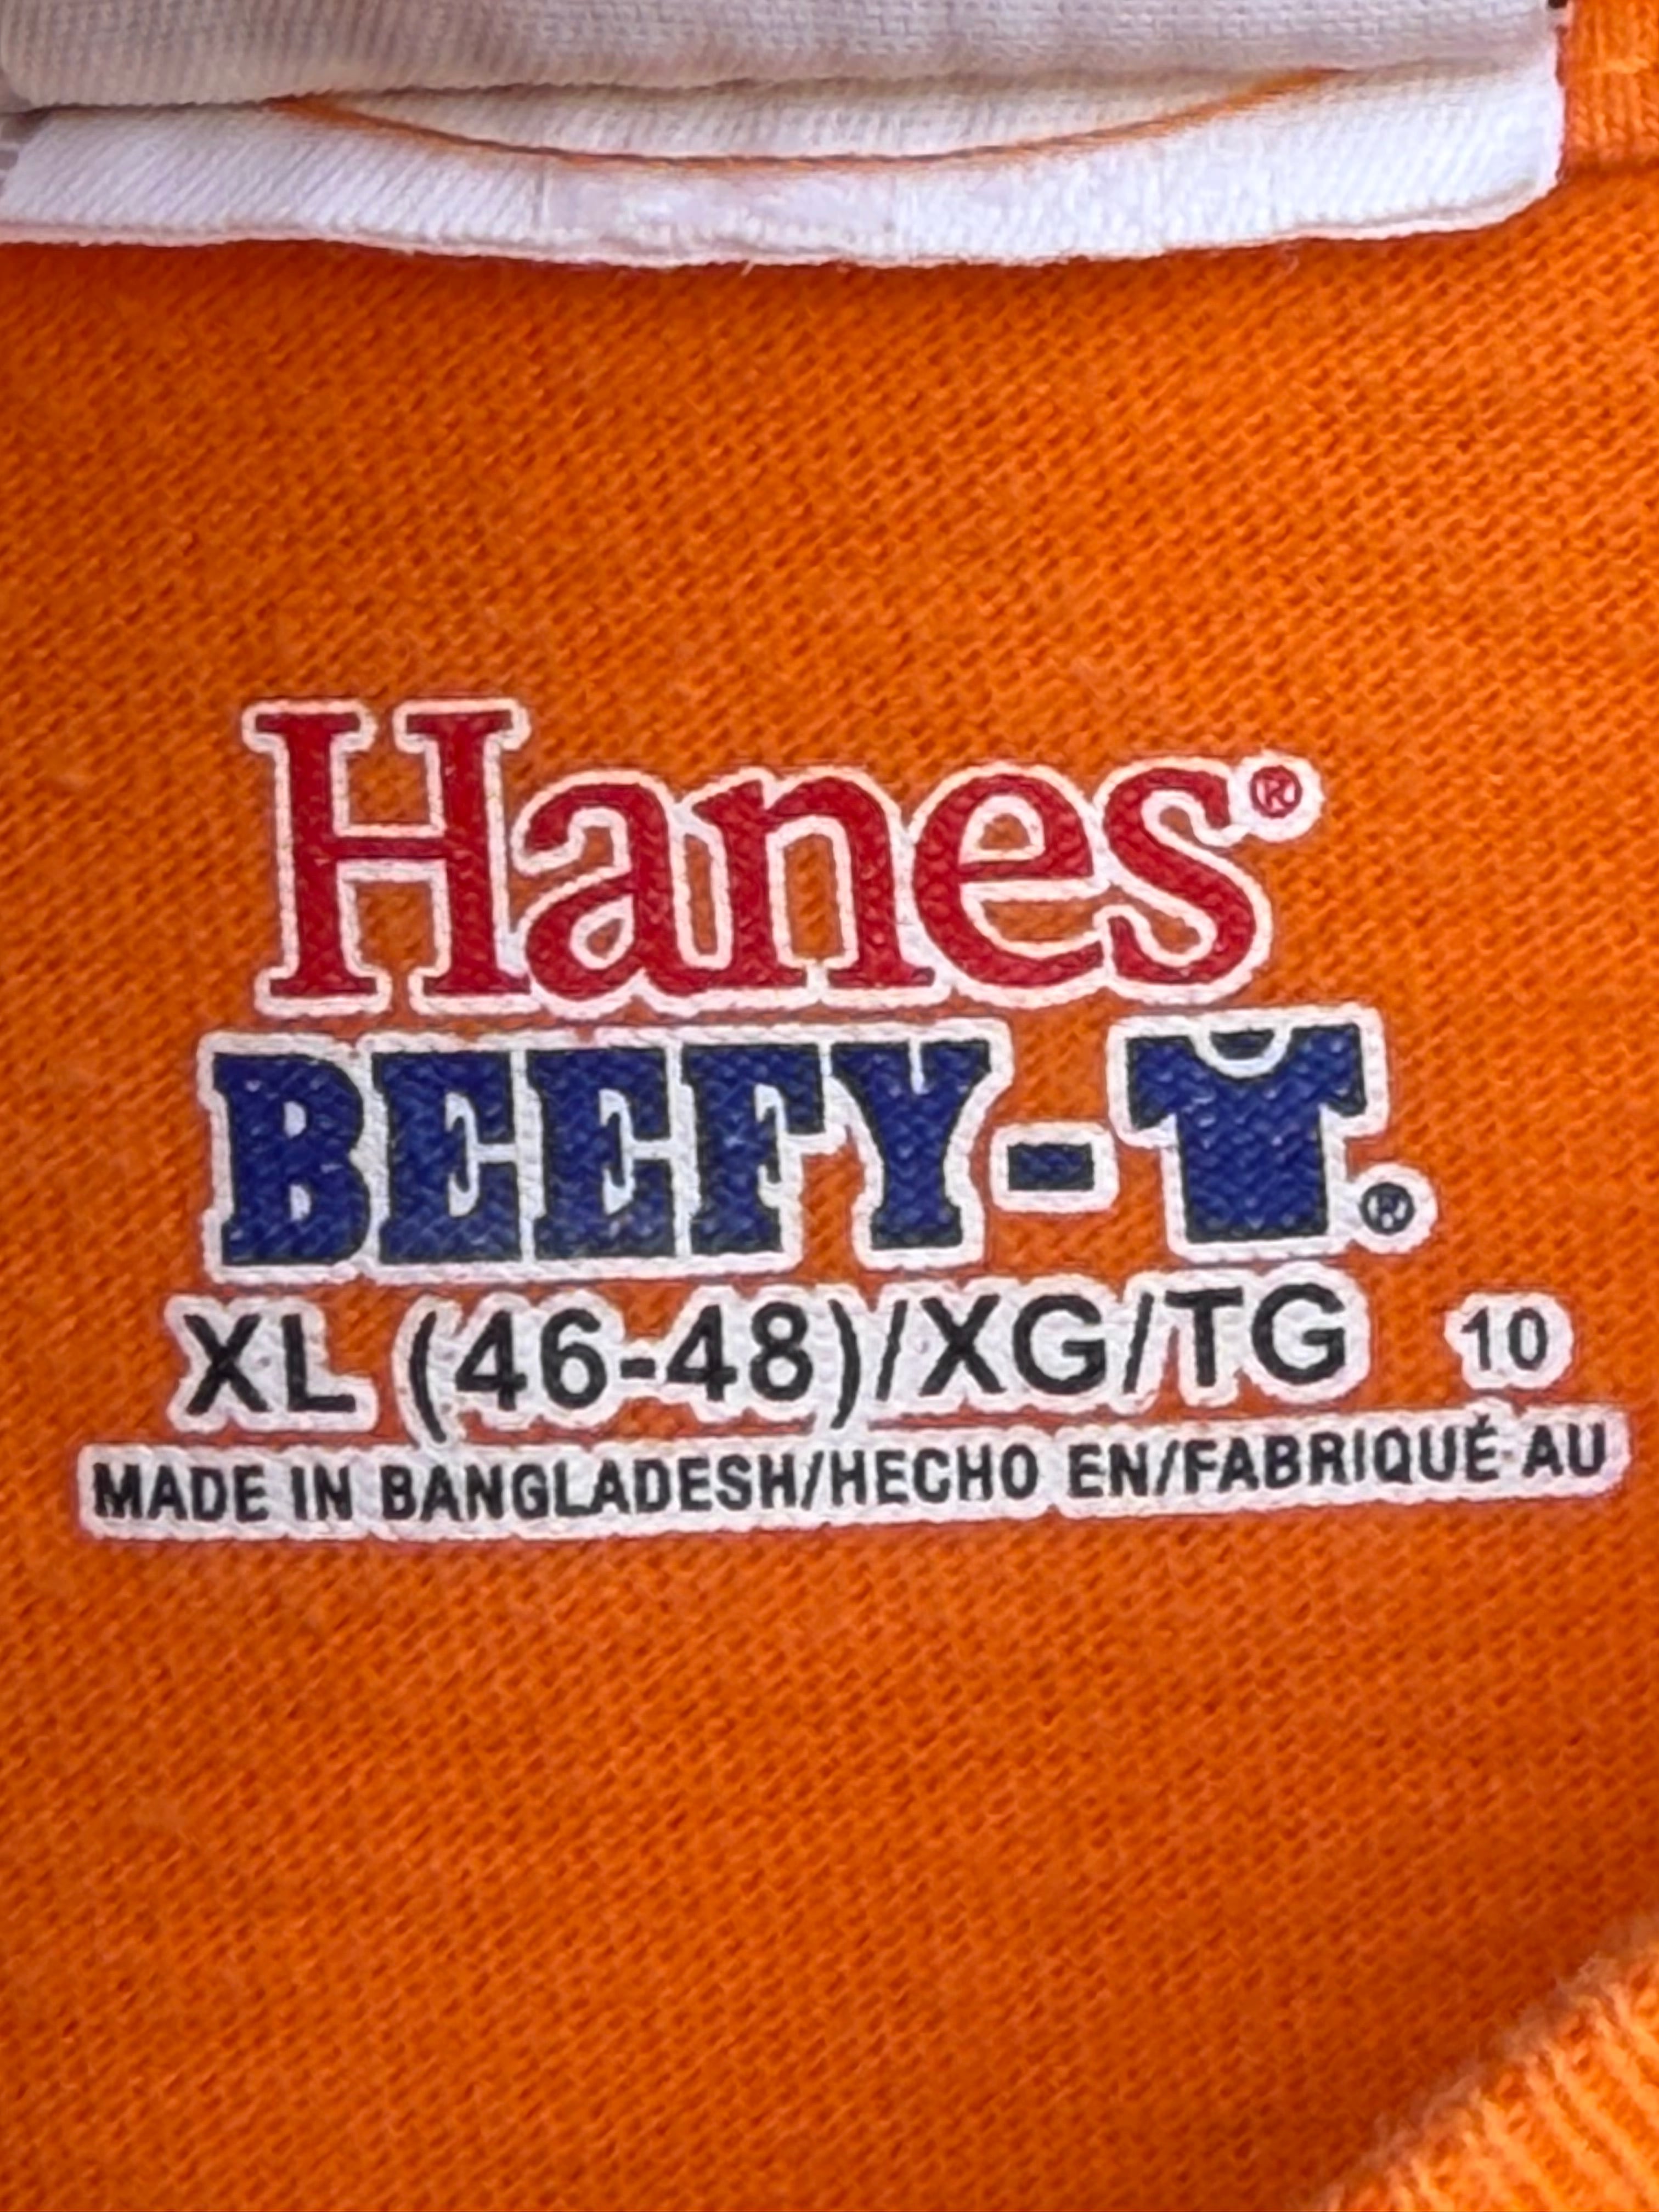 Hanes®
BEEFY-T®
XL (46-48)/XG/TG 10
MADE IN BANGLADESH/HECHO EN/FABRIQUÉ AU